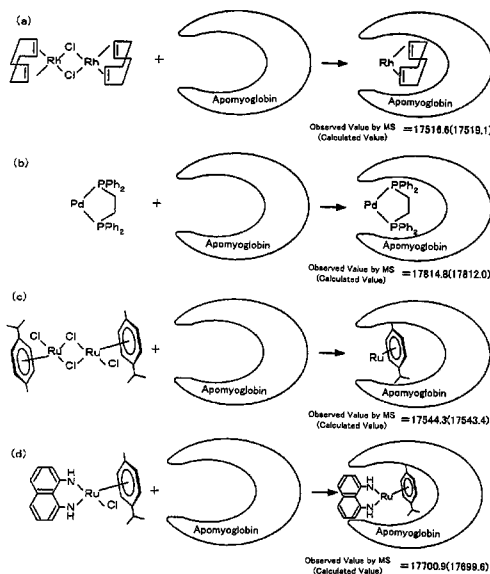 (a)
Cl
Rh Rh
Cl
+
Apomyoglobin
Rh
Apomyoglobin
Observed Value by MS =17516.6(17519.1)
(Calculated Value)
(b)
PPh2
Pd
PPh2
+
Apomyoglobin
PPh2
Pd
PPh2
Apomyoglobin
Observed Value by MS =17814.8(17812.0)
(Calculated Value)
(c)
Cl Cl
Ru Ru
Cl Cl
+
Apomyoglobin
Ru
Apomyoglobin
Observed Value by MS =17544.3(17543.4)
(Calculated Value)
(d)
H
N
Ru
N Cl
H
+
Apomyoglobin
H
N
Ru
N
H
Apomyoglobin
Observed Value by MS =17700.9(17699.6)
(Calculated Value)